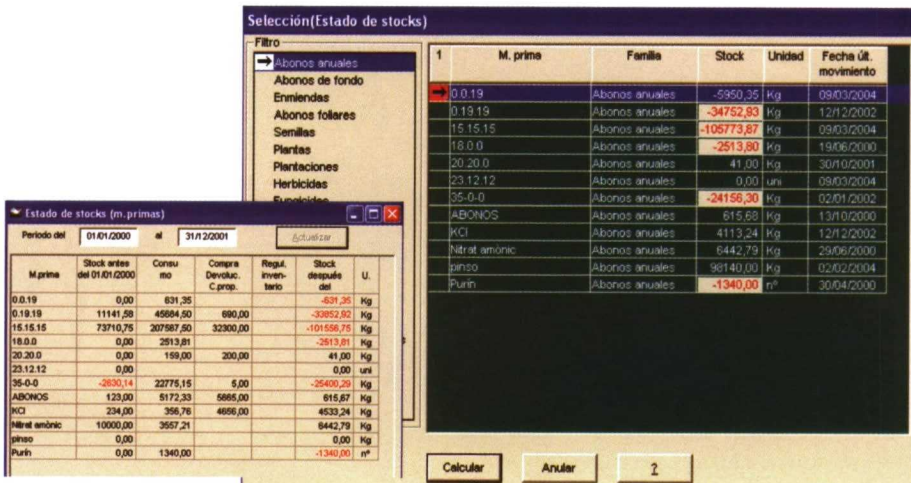 Selección(Estado de stocks)
Filtro
Abonos anuales
Abonos de fondo
Enmiendas
Abonos foliares
Semillas
Plantas
Plantaciones
Herbicidas
1 M. prima Familia Stock Unidad Fecha últ. movimiento
0.0.19 Abonos anuales -5950,35 Kg 09/03/2004
0.19.19 Abonos anuales -34752,93 Kg 12/12/2002
15.15.15 Abonos anuales -105773,87 Kg 09/03/2004
18.0.0 Abonos anuales -2513,80 Kg 19/06/2000
20.20.0 Abonos anuales 41,00 Kg 30/10/2001
23.12.12 Abonos anuales 0,00 uni 09/03/2004
35-0-0 Abonos anuales -24156,30 Kg 02/01/2002
ABONOS Abonos anuales 615,68 Kg 13/10/2000
KCl Abonos anuales 4113,24 Kg 12/12/2002
Nitrat amònic Abonos anuales 6442,79 Kg 29/06/2000
pinso Abonos anuales 98140,00 Kg 02/02/2004
Purín Abonos anuales -1340,00 nº 30/04/2000
Calcular Anular ?
Estado de stocks (m.primas)
Periodo del 01/01/2000 al 31/12/2001 Actualizar
M.prima Stock antes del 01/01/2000 Consu mo Compra Devoluc. C.prop. Regul. inven- tario Stock después del U.
0.0.19 0,00 631,35 -631,35 Kg
0.19.19 11141,58 45684,50 690,00 -33852,92 Kg
15.15.15 73710,75 207567,50 32300,00 -101556,75 Kg
18.0.0 0,00 2513,81 -2513,81 Kg
20.20.0 0,00 159,00 200,00 41,00 Kg
23.12.12 0,00 0,00 uni
35-0-0 -2630,14 22775,15 5,00 -25400,29 Kg
ABONOS 123,00 5172,33 5665,00 615,67 Kg
KCl 234,00 356,76 4656,00 4533,24 Kg
Nitrat amònic 10000,00 3557,21 6442,79 Kg
pinso 0,00 0,00 Kg
Purín 0,00 1340,00 -1340,00 nº